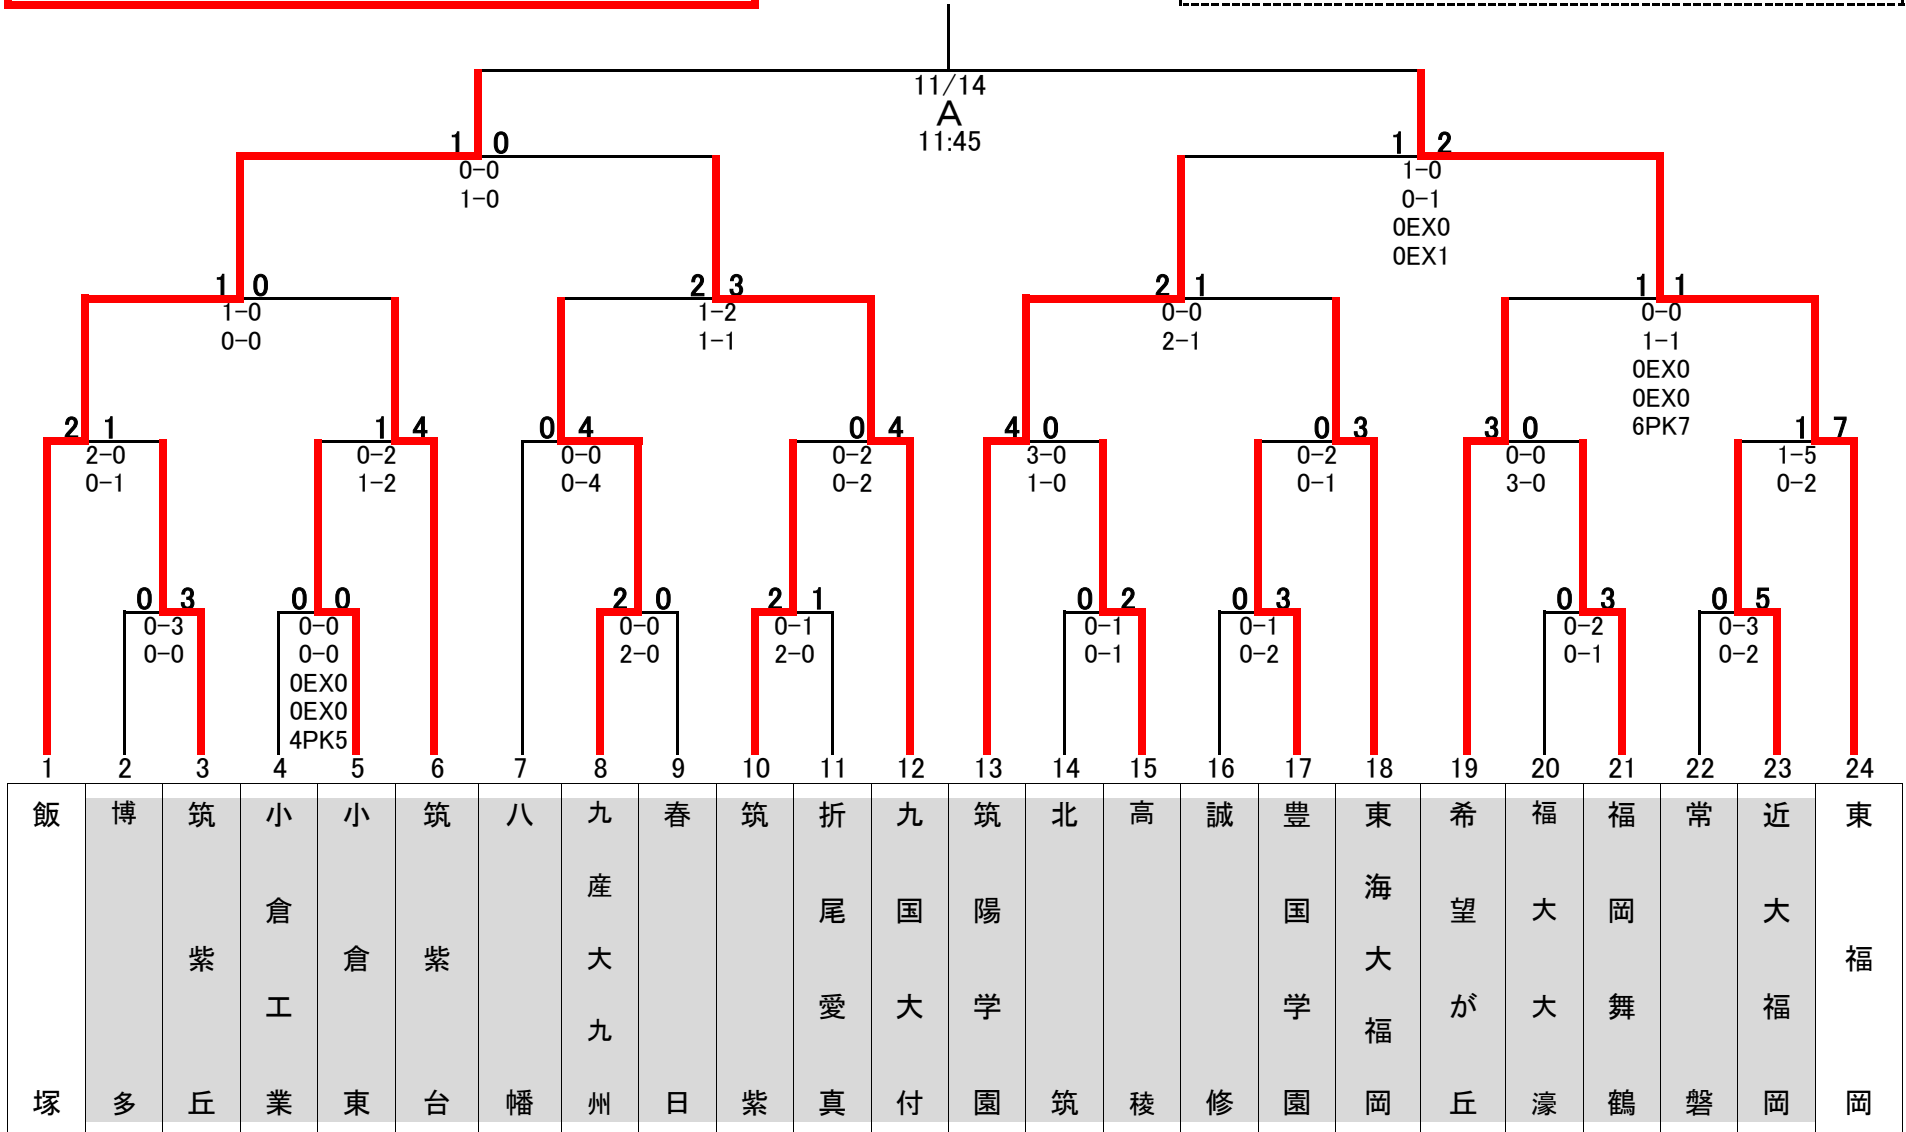 11/14
A
11:45
1 0
0-0
1-0
1 2
1-0
0-1
0EX0
0EX1
1 0
1-0
0-0
2 3
1-2
1-1
2 1
0-0
2-1
1 1
0-0
1-1
0EX0
0EX0
6PK7
2 1
2-0
0-1
1 4
0-2
1-2
0 4
0-0
0-4
0 4
0-2
0-2
4 0
3-0
1-0
0 3
0-2
0-1
3 0
0-0
3-0
1 7
1-5
0-2
0 3
0-3
0-0
0 0
0-0
0-0
0EX0
0EX0
4PK5
2 0
0-0
2-0
2 1
0-1
2-0
0 2
0-1
0-1
0 3
0-1
0-2
0 3
0-2
0-1
0 5
0-3
0-2
1 2 3 4 5 6 7 8 9 10 11 12 13 14 15 16 17 18 19 20 21 22 23 24
飯塚
博多
筑紫丘
小倉工業
小倉東
筑紫台
八幡
九産大九州
春日
筑紫
折尾愛真
九国大付
筑陽学園
北筑
高稜
誠修
豊国学園
東海大福岡
希望が丘
福大大濠
福岡舞鶴
常磐
近大福岡
東福岡